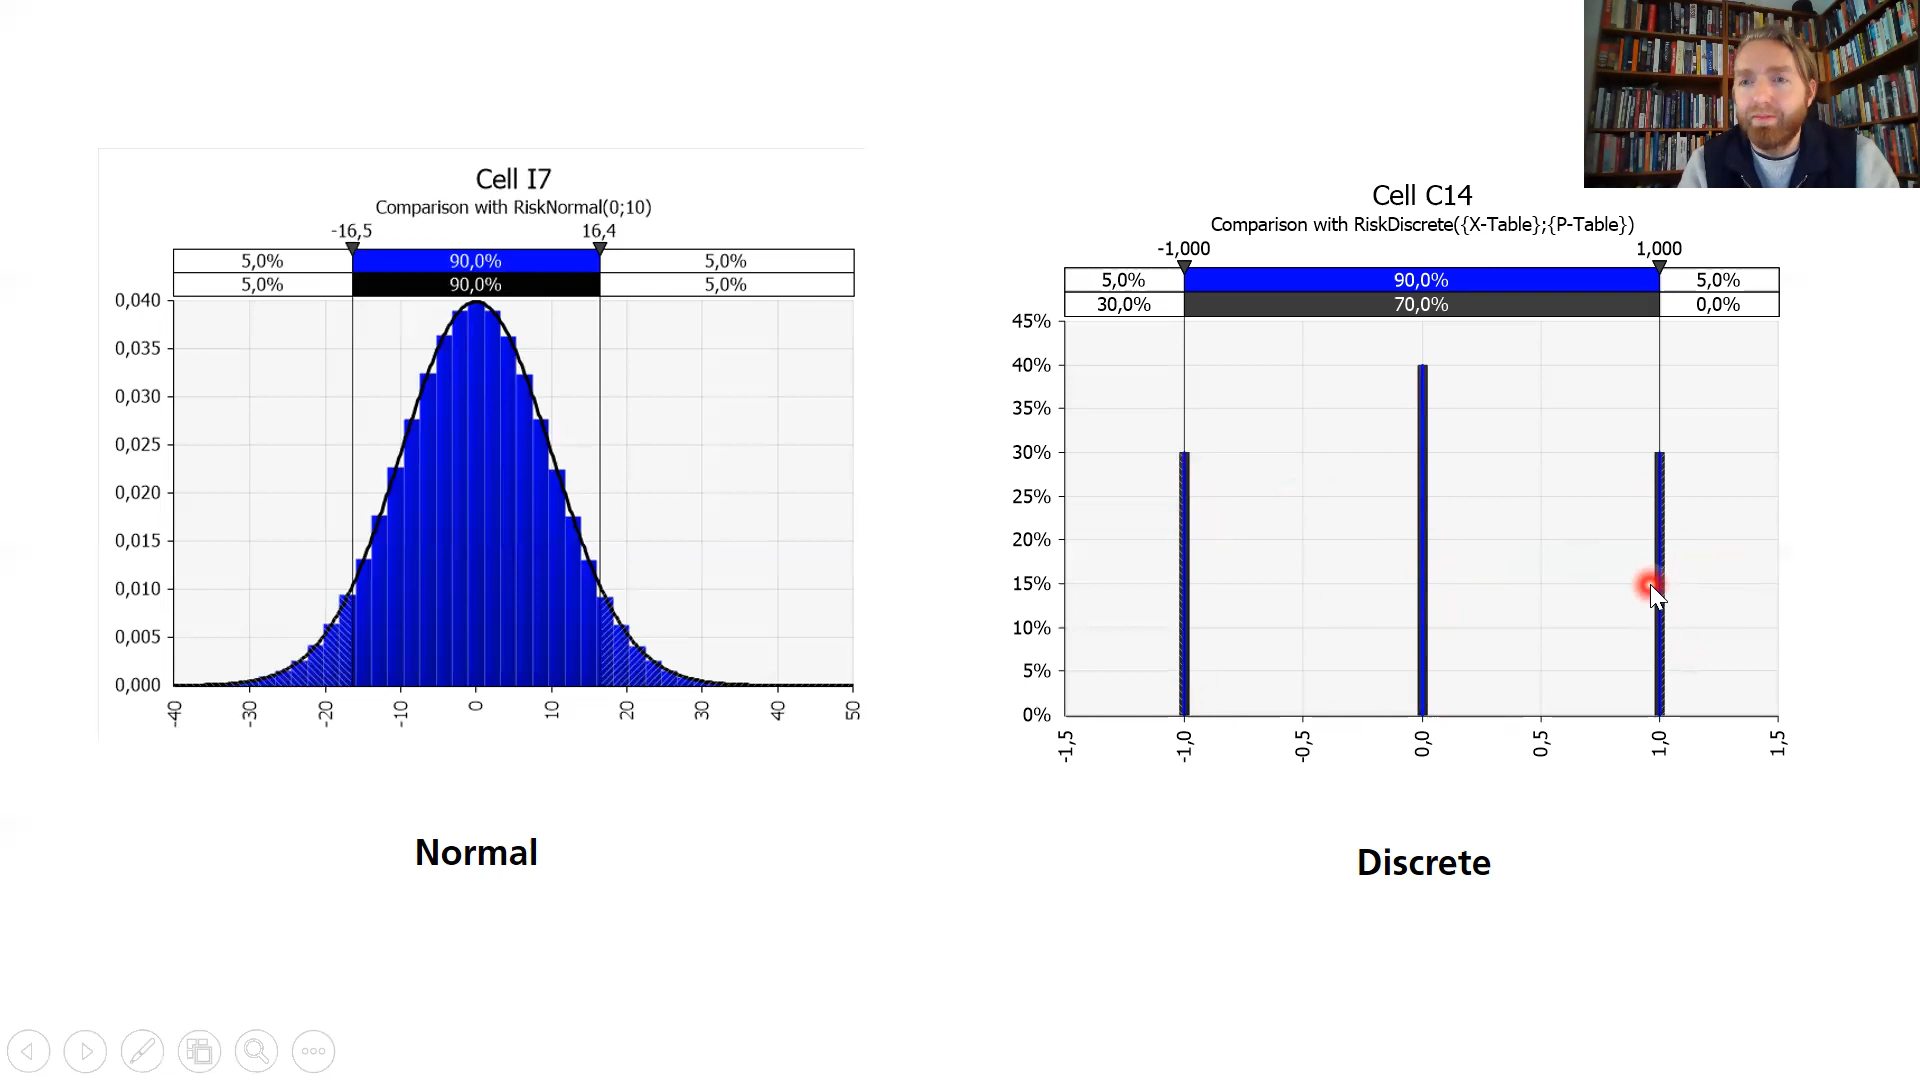 Cell I7
Comparison with RiskNormal(0;10)
-16,5 16,4
5,0% 90,0% 5,0%
5,0% 90,0% 5,0%
0,040
0,035
0,030
0,025
0,020
0,015
0,010
0,005
0,000
-40 -30 -20 -10 0 10 20 30 40 50
Normal
Cell C14
Comparison with RiskDiscrete({X-Table};{P-Table})
-1,000 1,000
5,0% 90,0% 5,0%
30,0% 70,0% 0,0%
45%
40%
35%
30%
25%
20%
15%
10%
5%
0%
-1,5 -1,0 -0,5 0,0 0,5 1,0 1,5
Discrete